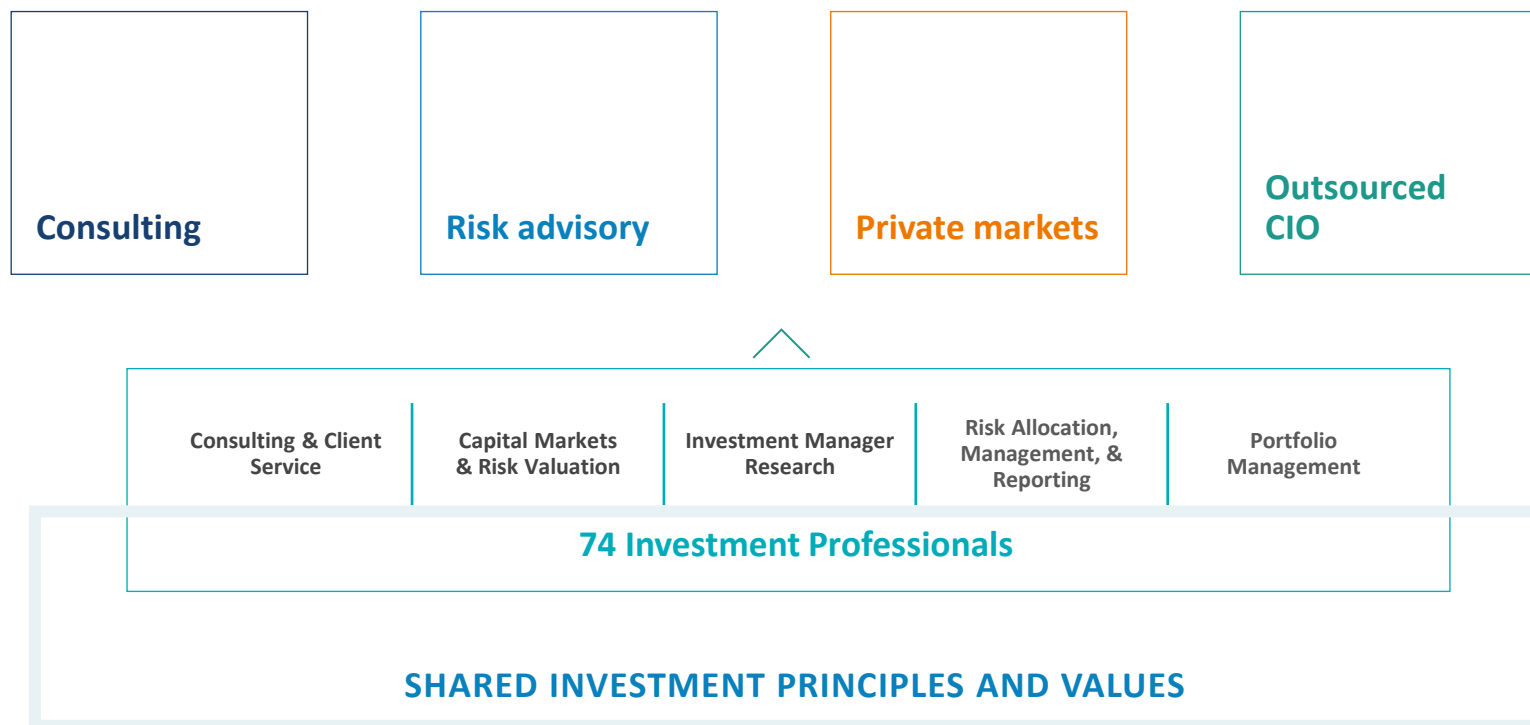 Consulting
Risk advisory
Private markets
Outsourced
CIO
Consulting & Client
Service
Capital Markets
& Risk Valuation
Investment Manager
Research
Risk Allocation,
Management, &
Reporting
Portfolio
Management
74 Investment Professionals
SHARED INVESTMENT PRINCIPLES AND VALUES